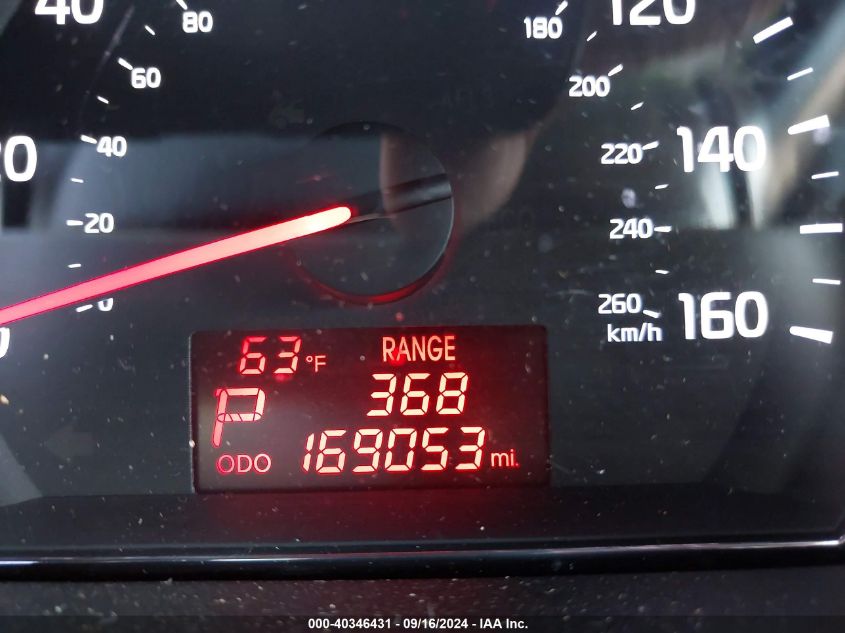 40 80 180 120
60 200
20 40 220 140
20 240
0 260 160
km/h
0
63 °F RANGE
P 368
ODO 169053 mi.
000-40346431 - 09/16/2024 - IAA Inc.